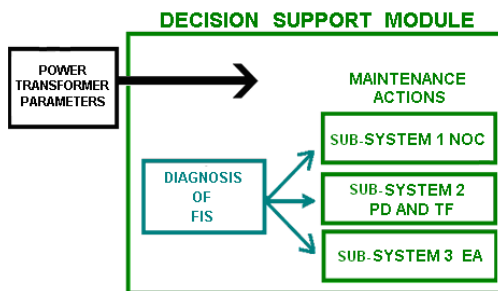 DECISION SUPPORT MODULE
POWER
TRANSFORMER
PARAMETERS
MAINTENANCE
ACTIONS
SUB-SYSTEM 1 NOC
DIAGNOSIS
OF
FIS
SUB-SYSTEM 2
PD AND TF
SUB-SYSTEM 3 EA